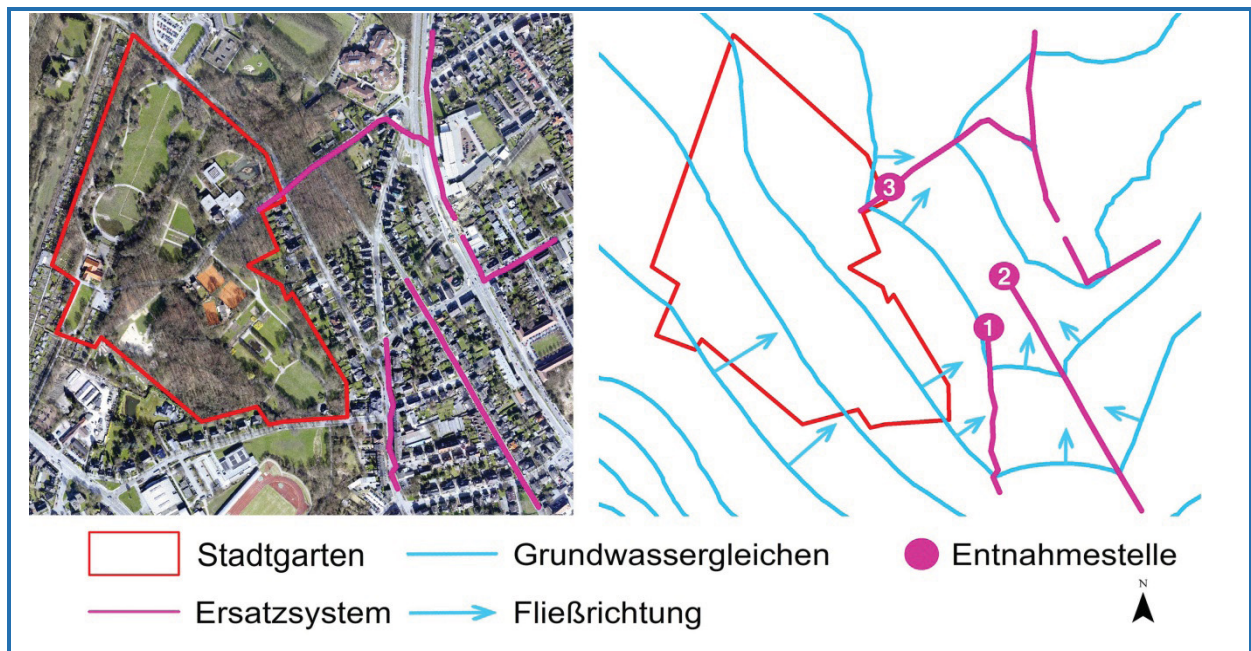 3
2
1
Stadtgarten
Grundwassergleichen
Entnahmestelle
Ersatzsystem
Fließrichtung
N